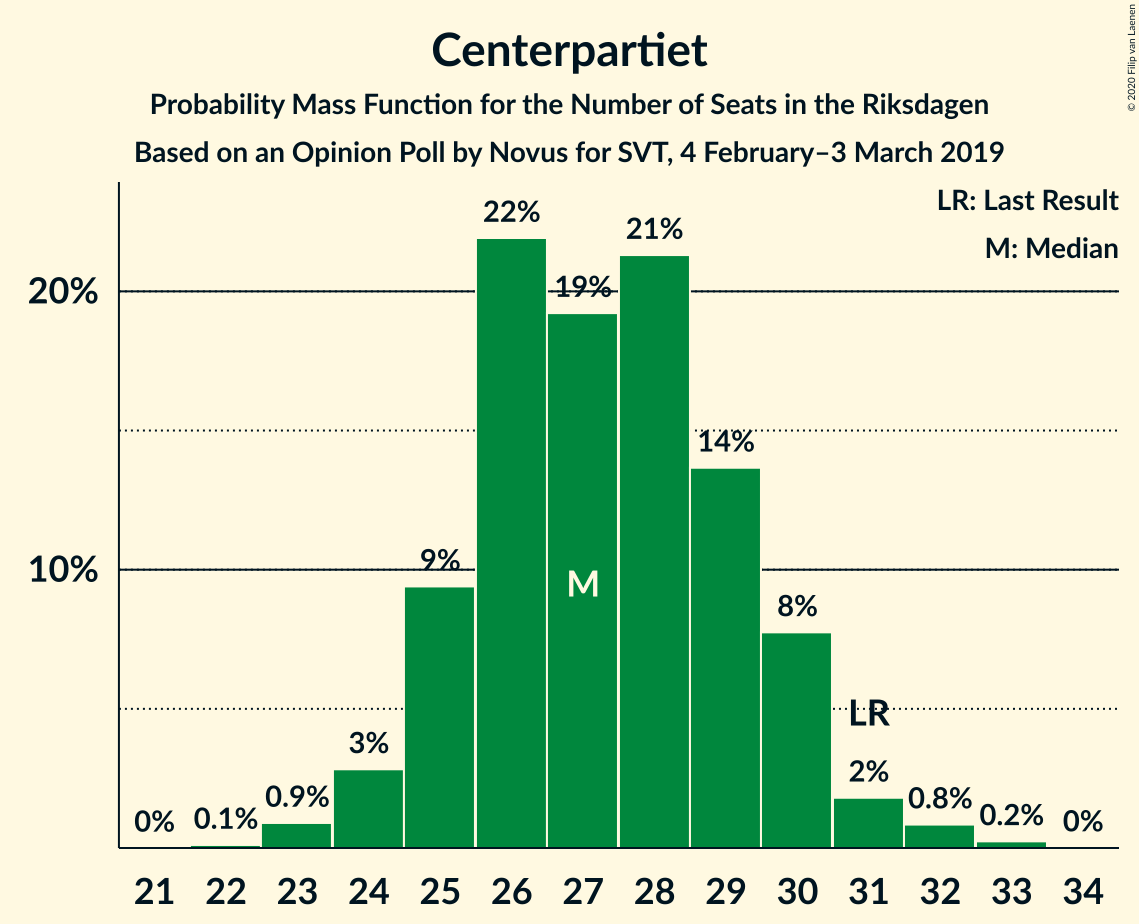 Centerpartiet
Probability Mass Function for the Number of Seats in the Riksdagen
Based on an Opinion Poll by Novus for SVT, 4 February–3 March 2019
© 2020 Filip van Laenen
LR: Last Result
M: Median
20%
10%
0%
0.1%
0.9%
3%
9%
22%
19%
21%
14%
8%
2%
0.8%
0.2%
0%
M
LR
21 22 23 24 25 26 27 28 29 30 31 32 33 34